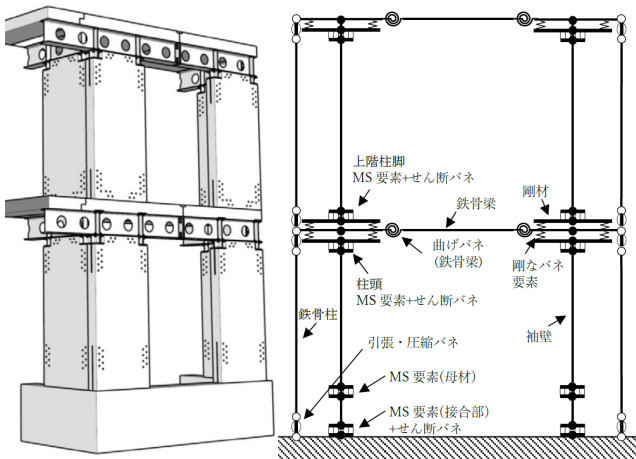 上階柱脚
MS 要素+せん断バネ
鉄骨梁
剛材
曲げバネ
(鉄骨梁)
剛なバネ
要素
柱頭
MS 要素+せん断バネ
鉄骨柱
袖壁
引張・圧縮バネ
MS 要素(母材)
MS 要素(接合部)
+せん断バネ